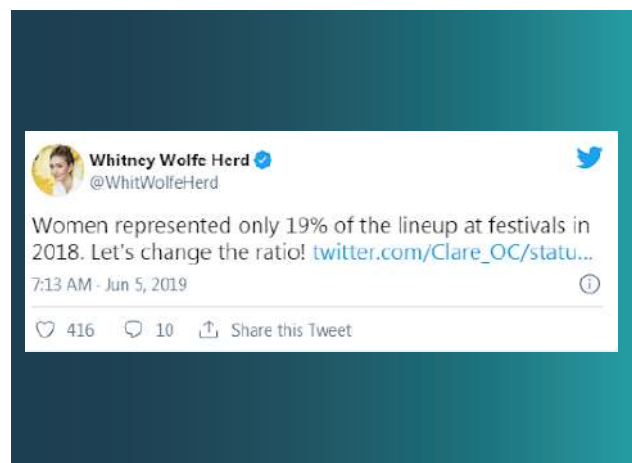 Whitney Wolfe Herd
@WhitWolfeHerd
Women represented only 19% of the lineup at festivals in
2018. Let's change the ratio! twitter.com/Clare_OC/statu...
7:13 AM · Jun 5, 2019
416 10 Share this Tweet